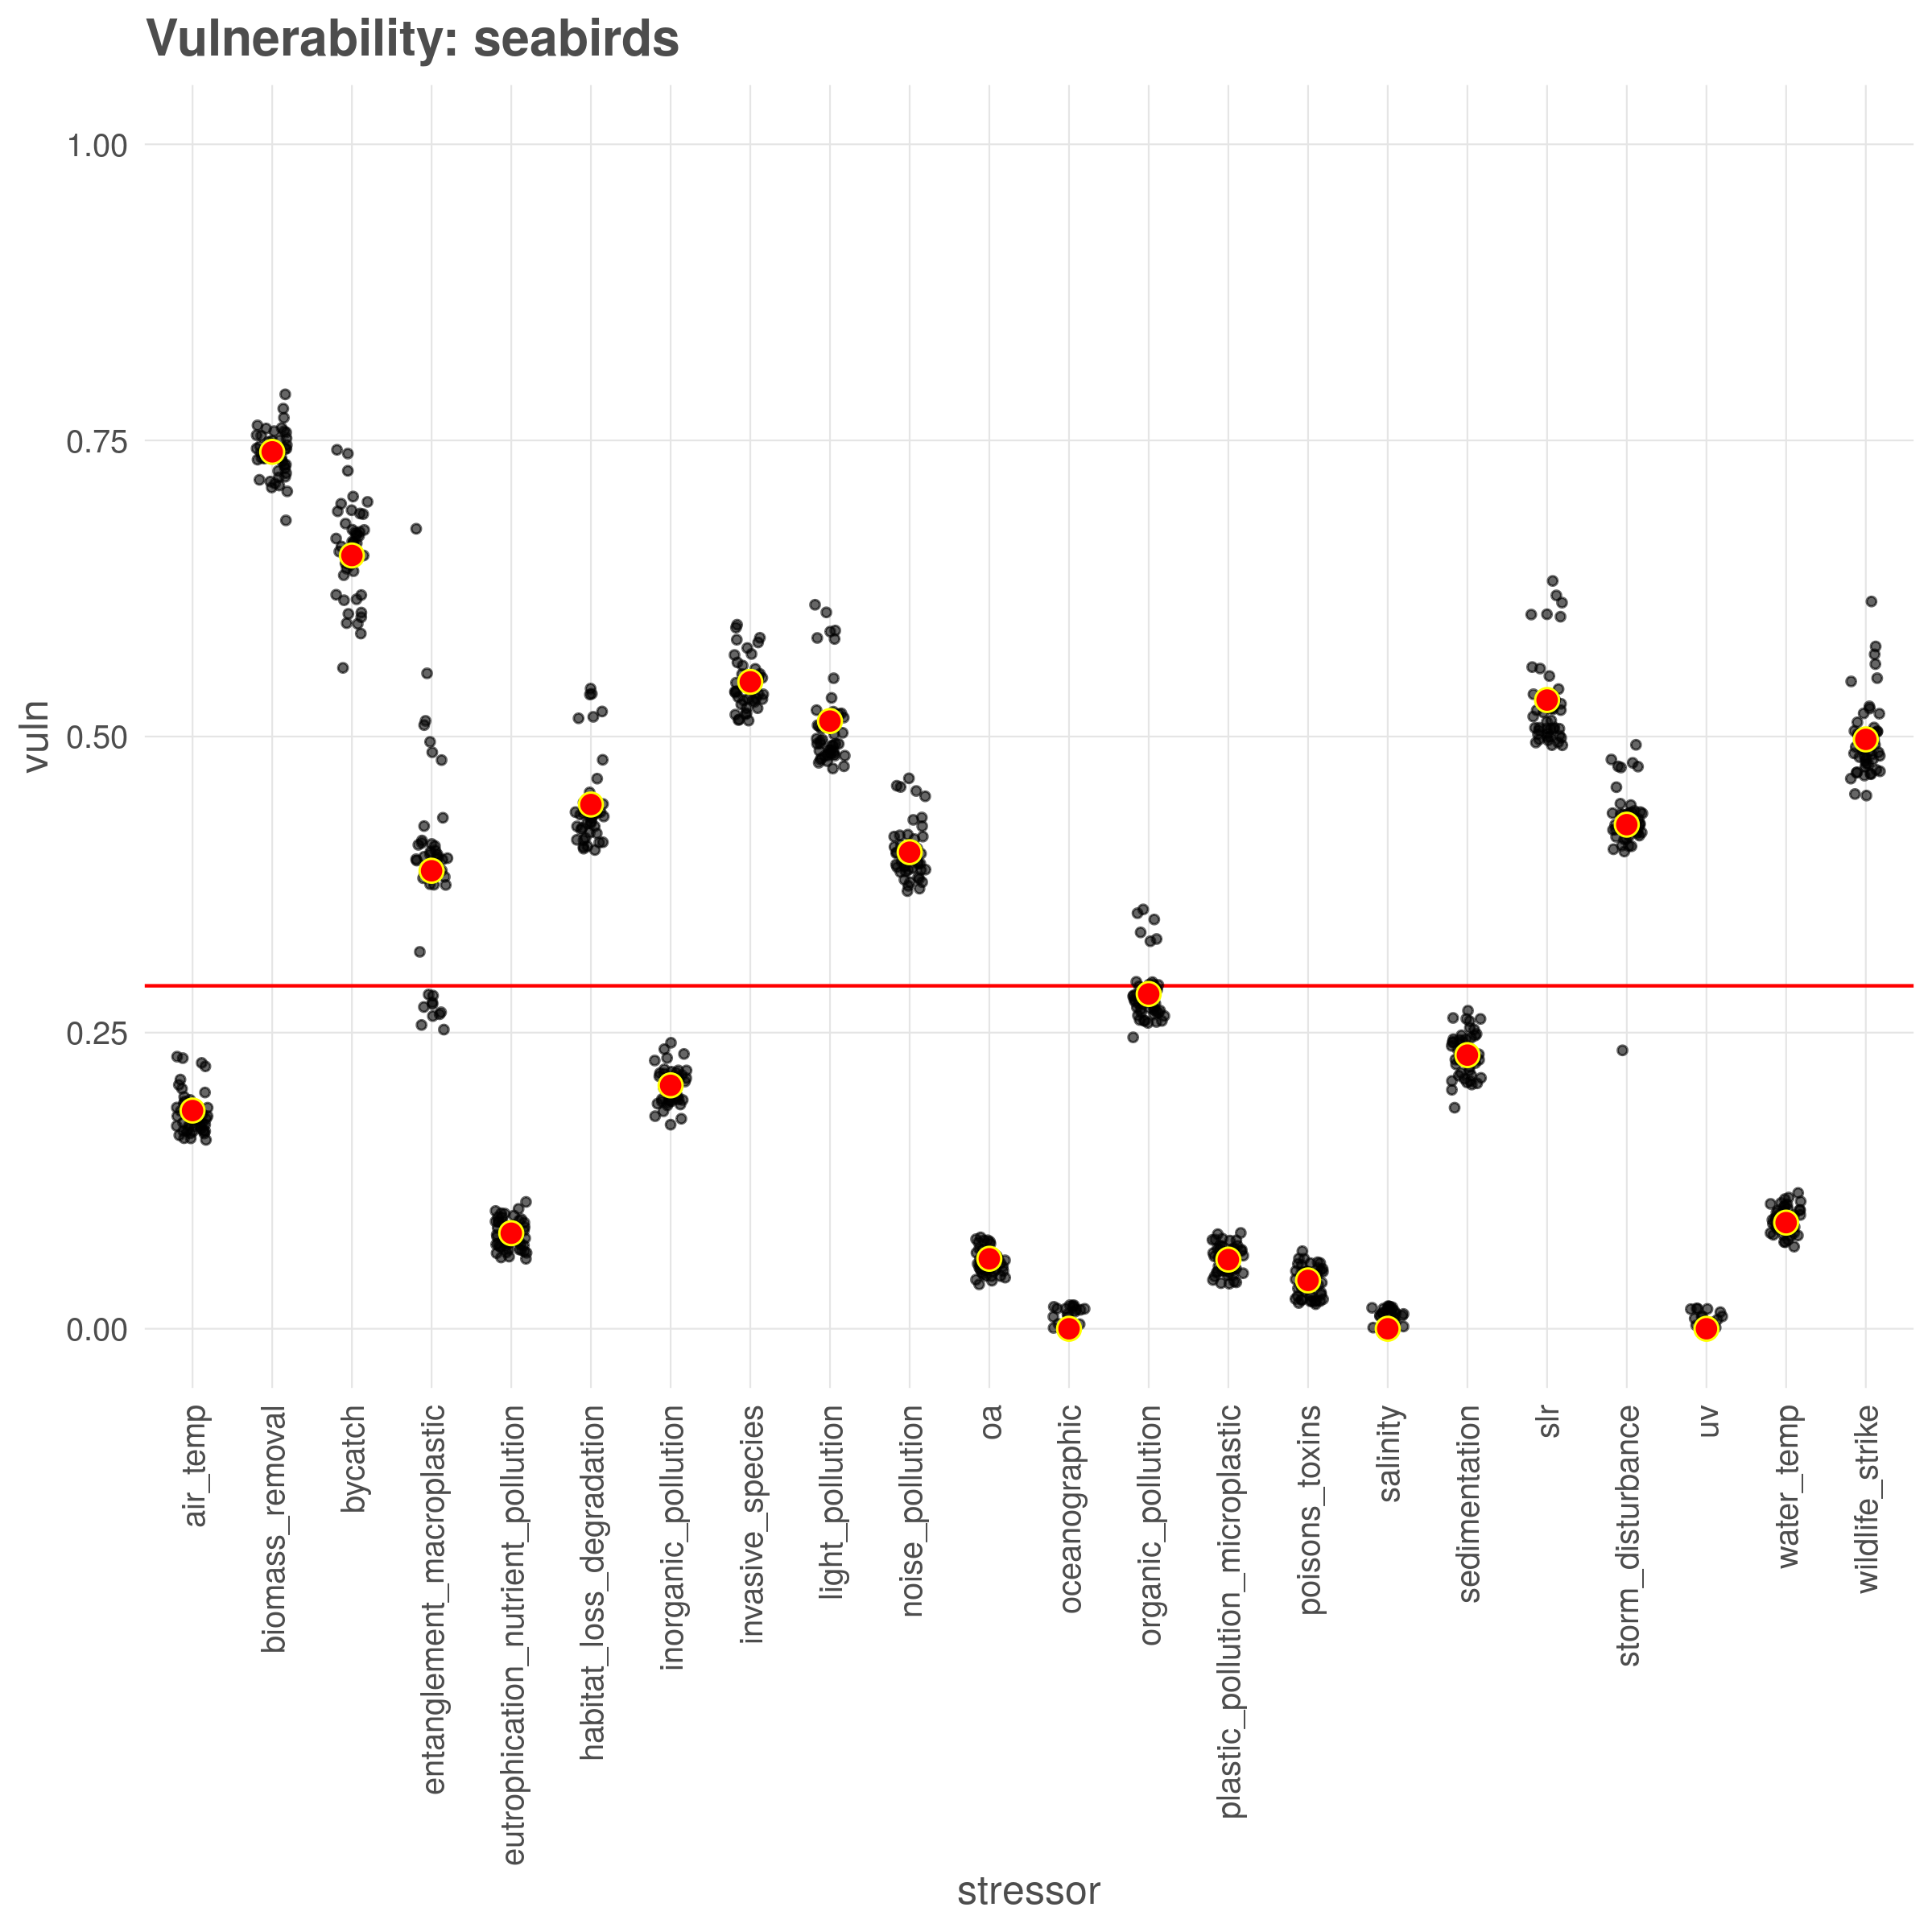 Vulnerability: seabirds
vuln
1.00
0.75
0.50
0.25
0.00
air_temp
biomass_removal
bycatch
entanglement_macroplastic
eutrophication_nutrient_pollution
habitat_loss_degradation
inorganic_pollution
invasive_species
light_pollution
noise_pollution
oa
oceanographic
organic_pollution
plastic_pollution_microplastic
poisons_toxins
salinity
sedimentation
slr
storm_disturbance
uv
water_temp
wildlife_strike
stressor